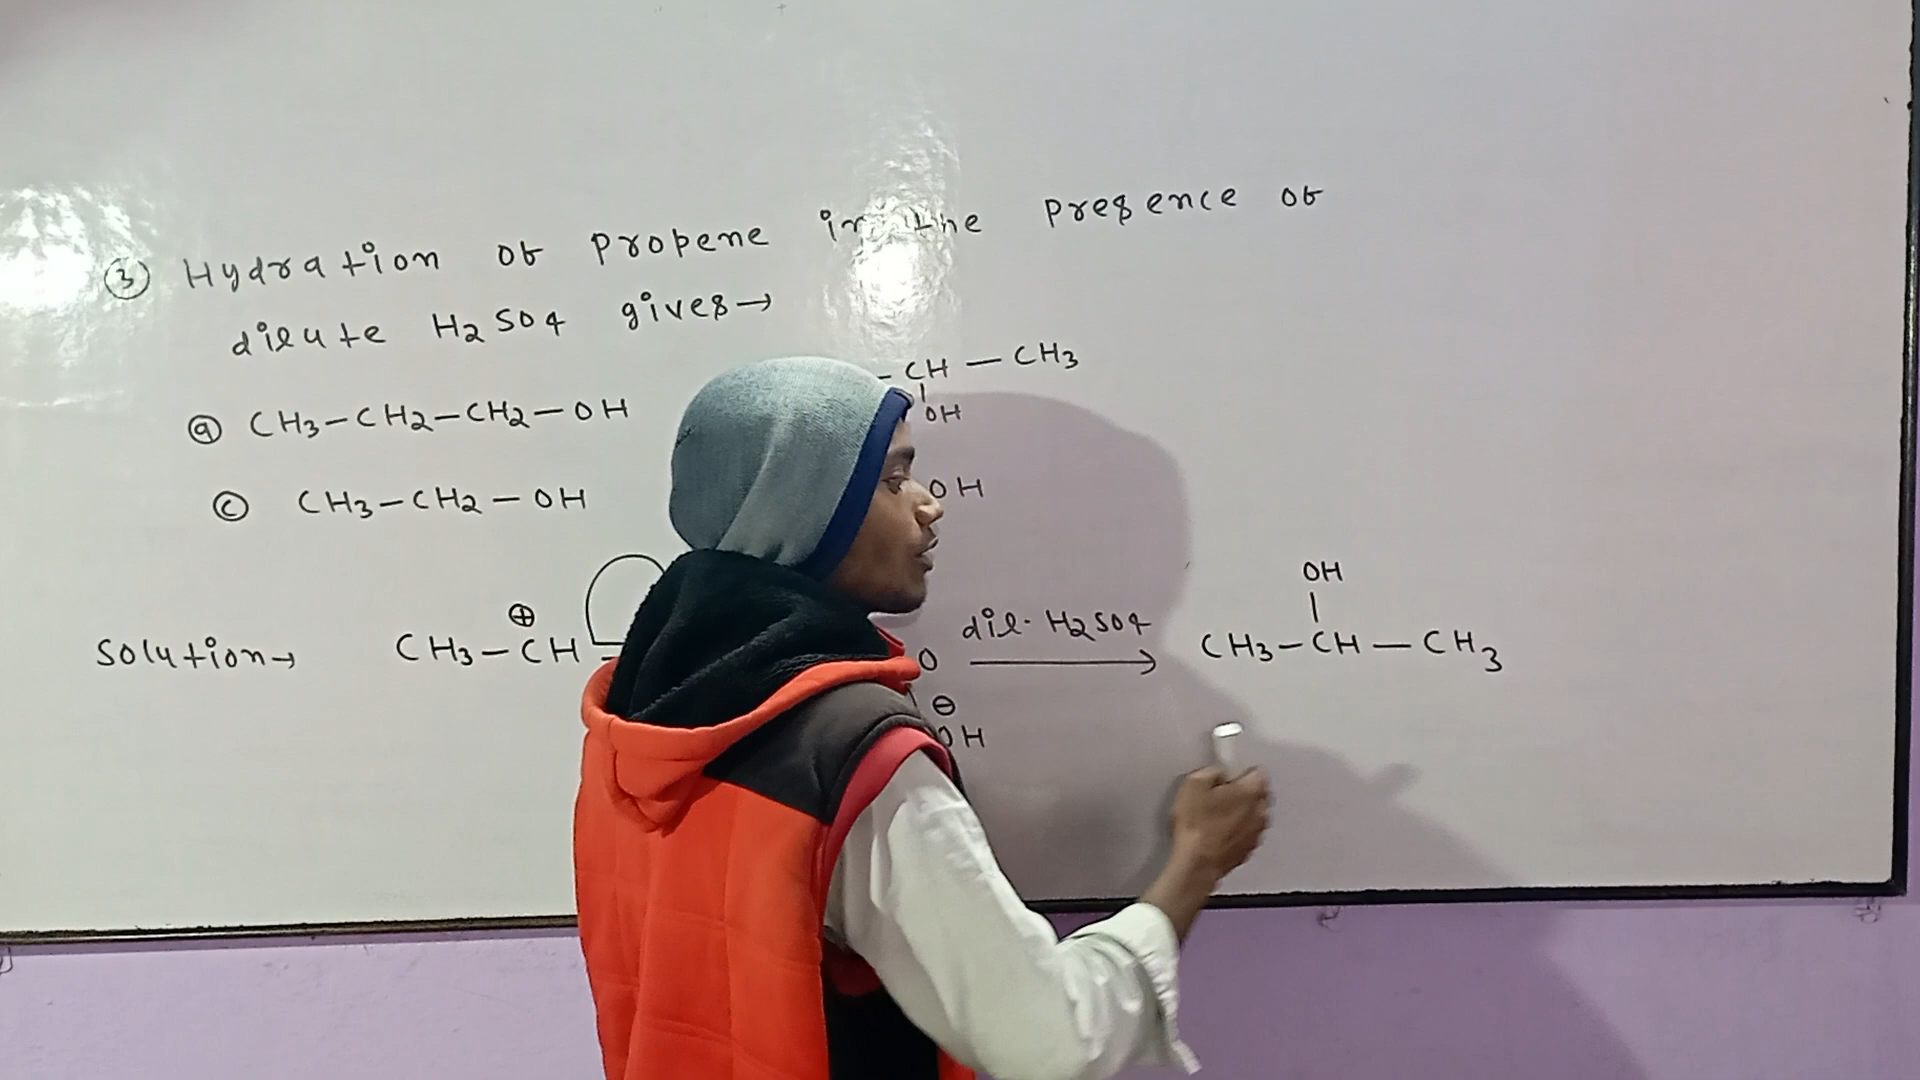 ③ Hydration of propene in the presence of
dilute H2SO4 gives→
ⓐ CH3-CH2-CH2-OH
- CH - CH3
OH
ⓒ CH3-CH2-OH
OH
OH
⊕
Solution→ CH3-CH O dil. H2SO4 CH3-CH-CH3
⊖
OH